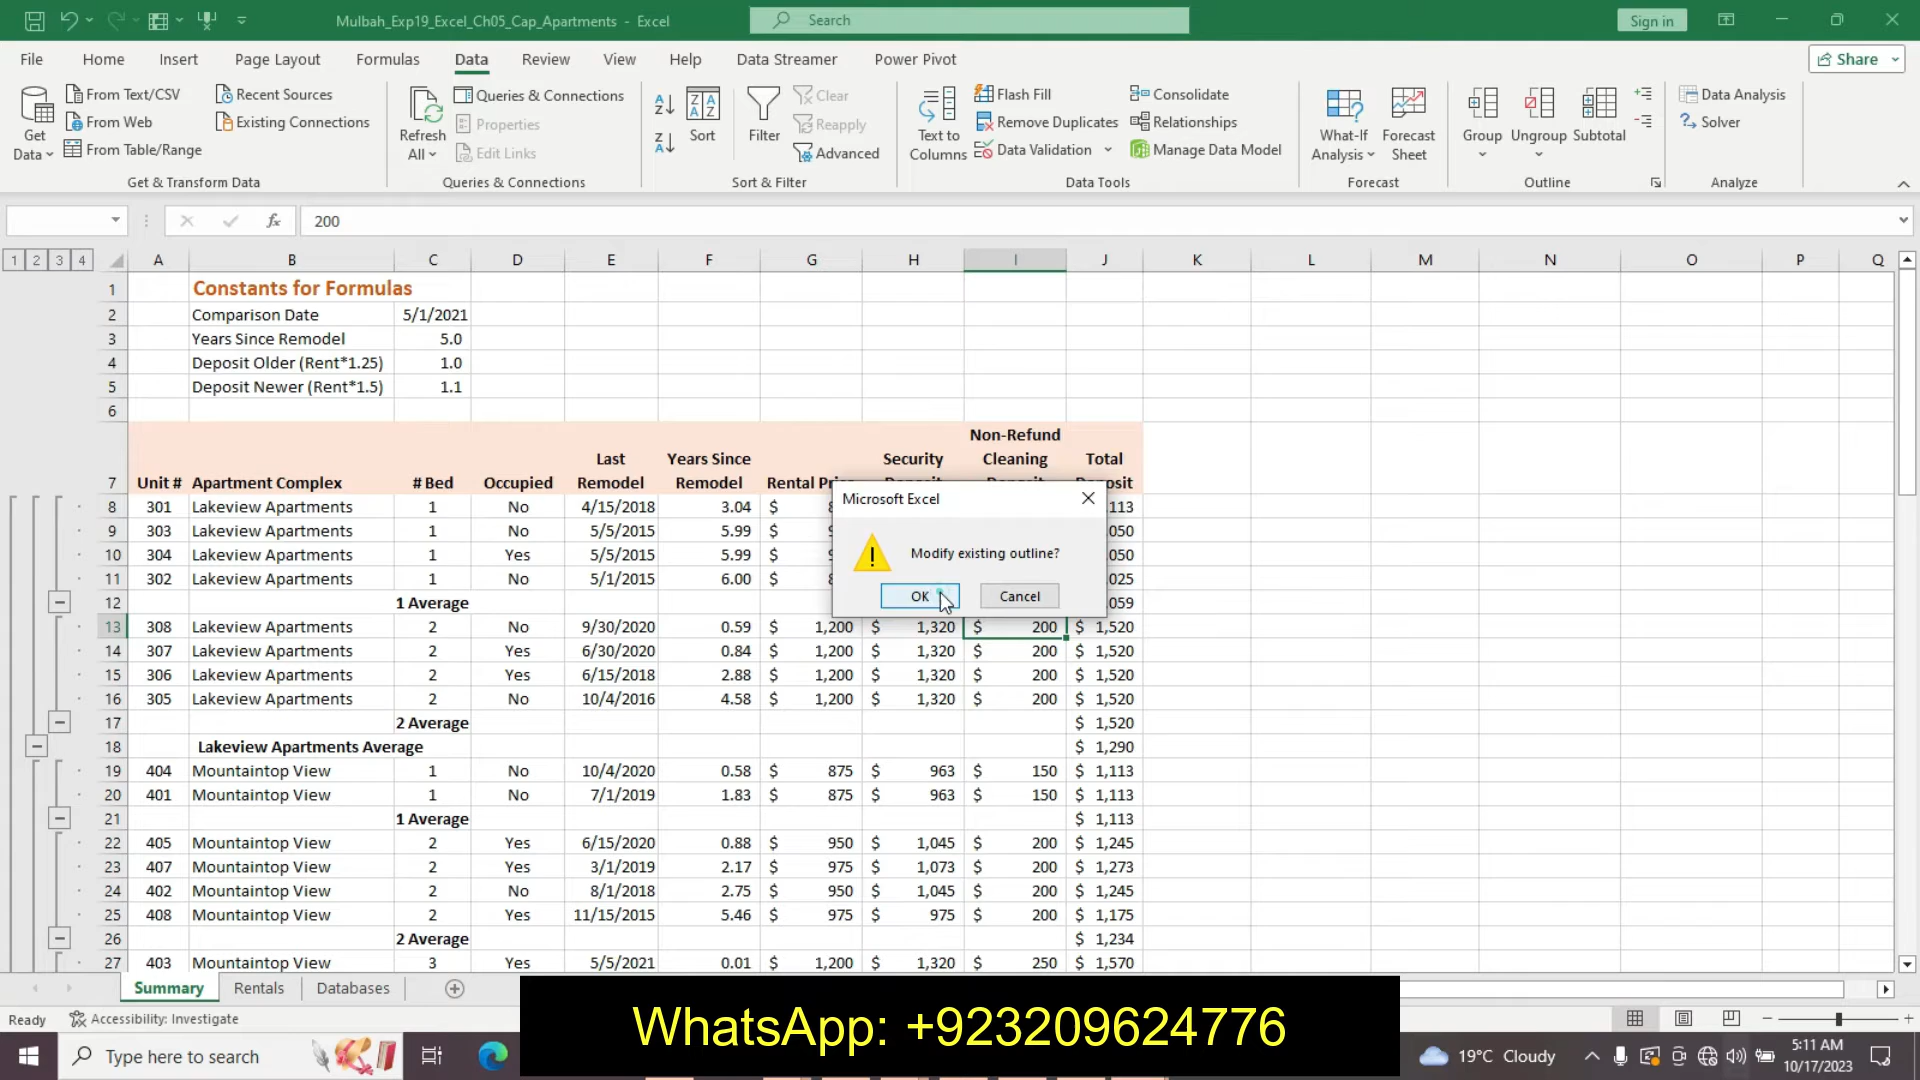 Mulbah_Exp19_Excel_Ch05_Cap_Apartments - Excel
Search
Sign in
File Home Insert Page Layout Formulas Data Review View Help Data Streamer Power Pivot
Share
Get Data
From Text/CSV
From Web
From Table/Range
Recent Sources
Existing Connections
Get & Transform Data
Refresh All
Queries & Connections
Properties
Edit Links
Queries & Connections
Sort
Filter
Clear
Reapply
Advanced
Sort & Filter
Text to Columns
Flash Fill
Remove Duplicates
Data Validation
Consolidate
Relationships
Manage Data Model
Data Tools
What-If Analysis
Forecast Sheet
Forecast
Group
Ungroup
Subtotal
Outline
Data Analysis
Solver
Analyze
fx 200
1 2 3 4 A B C D E F G H I J K L M N O P Q
1 Constants for Formulas
2 Comparison Date 5/1/2021
3 Years Since Remodel 5.0
4 Deposit Older (Rent*1.25) 1.0
5 Deposit Newer (Rent*1.5) 1.1
6
Non-Refund
Last Years Since Security Cleaning Total
7 Unit # Apartment Complex # Bed Occupied Remodel Remodel Rental
8 301 Lakeview Apartments 1 No 4/15/2018 3.04 $ 113
9 303 Lakeview Apartments 1 No 5/5/2015 5.99 $ 050
10 304 Lakeview Apartments 1 Yes 5/5/2015 5.99 $ 050
11 302 Lakeview Apartments 1 No 5/1/2015 6.00 $ 025
12 1 Average 059
13 308 Lakeview Apartments 2 No 9/30/2020 0.59 $ 1,200 $ 1,320 $ 200 $ 1,520
14 307 Lakeview Apartments 2 Yes 6/30/2020 0.84 $ 1,200 $ 1,320 $ 200 $ 1,520
15 306 Lakeview Apartments 2 Yes 6/15/2018 2.88 $ 1,200 $ 1,320 $ 200 $ 1,520
16 305 Lakeview Apartments 2 No 10/4/2016 4.58 $ 1,200 $ 1,320 $ 200 $ 1,520
17 2 Average $ 1,520
18 Lakeview Apartments Average $ 1,290
19 404 Mountaintop View 1 No 10/4/2020 0.58 $ 875 $ 963 $ 150 $ 1,113
20 401 Mountaintop View 1 No 7/1/2019 1.83 $ 875 $ 963 $ 150 $ 1,113
21 1 Average $ 1,113
22 405 Mountaintop View 2 Yes 6/15/2020 0.88 $ 950 $ 1,045 $ 200 $ 1,245
23 407 Mountaintop View 2 Yes 3/1/2019 2.17 $ 975 $ 1,073 $ 200 $ 1,273
24 402 Mountaintop View 2 No 8/1/2018 2.75 $ 950 $ 1,045 $ 200 $ 1,245
25 408 Mountaintop View 2 Yes 11/15/2015 5.46 $ 975 $ 975 $ 200 $ 1,175
26 2 Average $ 1,234
27 403 Mountaintop View 3 Yes 5/5/2021 0.01 $ 1,200 $ 1,320 $ 250 $ 1,570
Microsoft Excel
Modify existing outline?
OK Cancel
Summary Rentals Databases
Ready Accessibility: Investigate
WhatsApp: +923209624776
Type here to search
19°C Cloudy
5:11 AM
10/17/2023